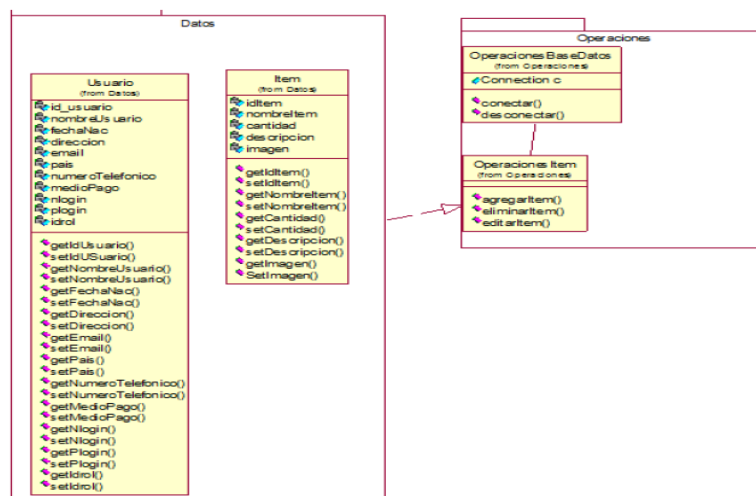 Datos
Usuario
(from Datos)
id_usuario
nombreUsuario
fechaNac
direccion
email
pais
numeroTelefonico
medioPago
nlogin
plogin
idrol
getIdUsuario()
setIdUSuario()
getNombreUsuario()
setNombreUsuario()
getFechaNac()
setFechaNac()
getDireccion()
setDireccion()
getEmail()
setEmail()
getPais()
setPais()
getNumeroTelefonico()
setNumeroTelefonico()
getMedioPago()
setMedioPago()
getNlogin()
setNlogin()
getPlogin()
setPlogin()
getIdrol()
setIdrol()
Item
(from Datos)
idItem
nombreItem
cantidad
descripcion
imagen
getIdItem()
setIdItem()
getNombreItem()
setNombreItem()
getCantidad()
setCantidad()
getDescripcion()
setDescripcion()
getImagen()
SetImagen()
Operaciones
OperacionesBaseDatos
(from Operaciones)
Connection c
conectar()
desconectar()
Operaciones Item
(from Operaciones)
agregarItem()
eliminarItem()
editarItem()